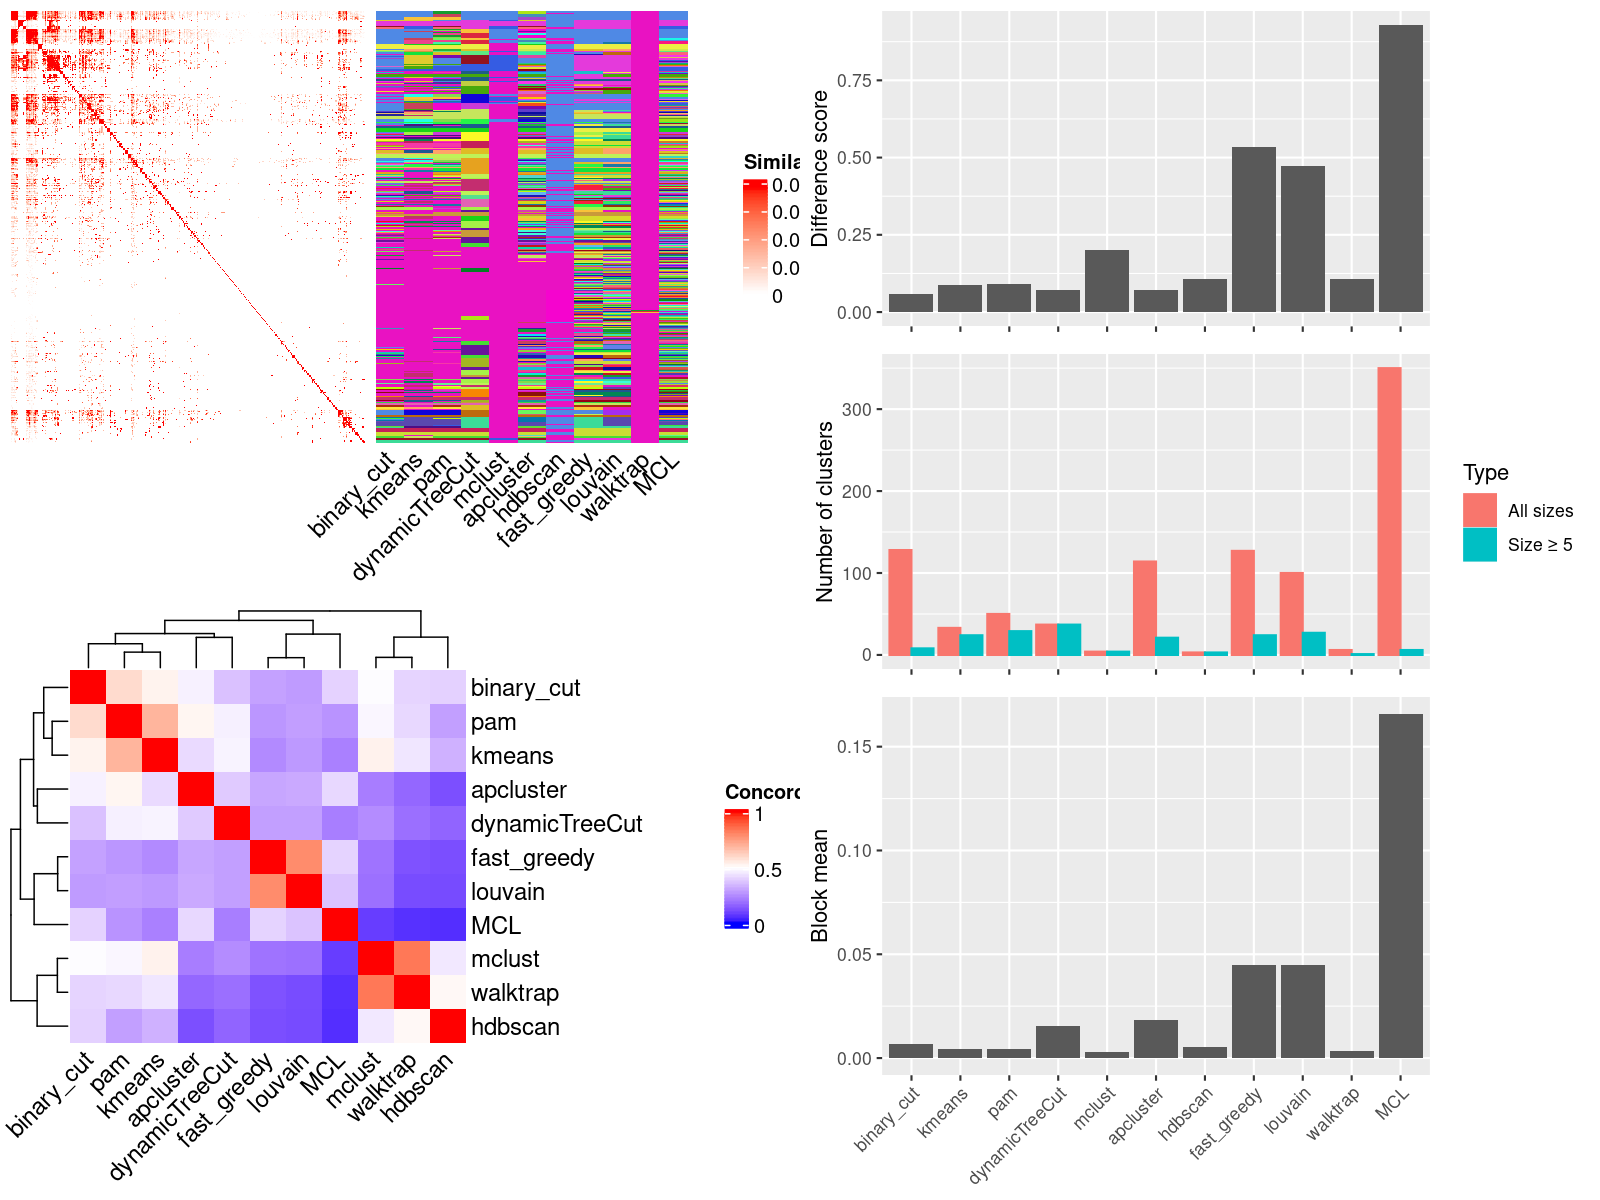 Simila
0.0
0.0
0.0
0.0
0
binary_cut
kmeans
pam
dynamicTreeCut
mclust
apcluster
hdbscan
fast_greedy
louvain
walktrap
MCL
binary_cut
pam
kmeans
apcluster
dynamicTreeCut
fast_greedy
louvain
MCL
mclust
walktrap
hdbscan
binary_cut
pam
kmeans
apcluster
dynamicTreeCut
fast_greedy
louvain
MCL
mclust
walktrap
hdbscan
Concord
1
0.5
0
Difference score
0.75
0.50
0.25
0.00
Number of clusters
300
200
100
0
Type
All sizes
Size ≥ 5
Block mean
0.15
0.10
0.05
0.00
binary_cut
kmeans
pam
dynamicTreeCut
mclust
apcluster
hdbscan
fast_greedy
louvain
walktrap
MCL